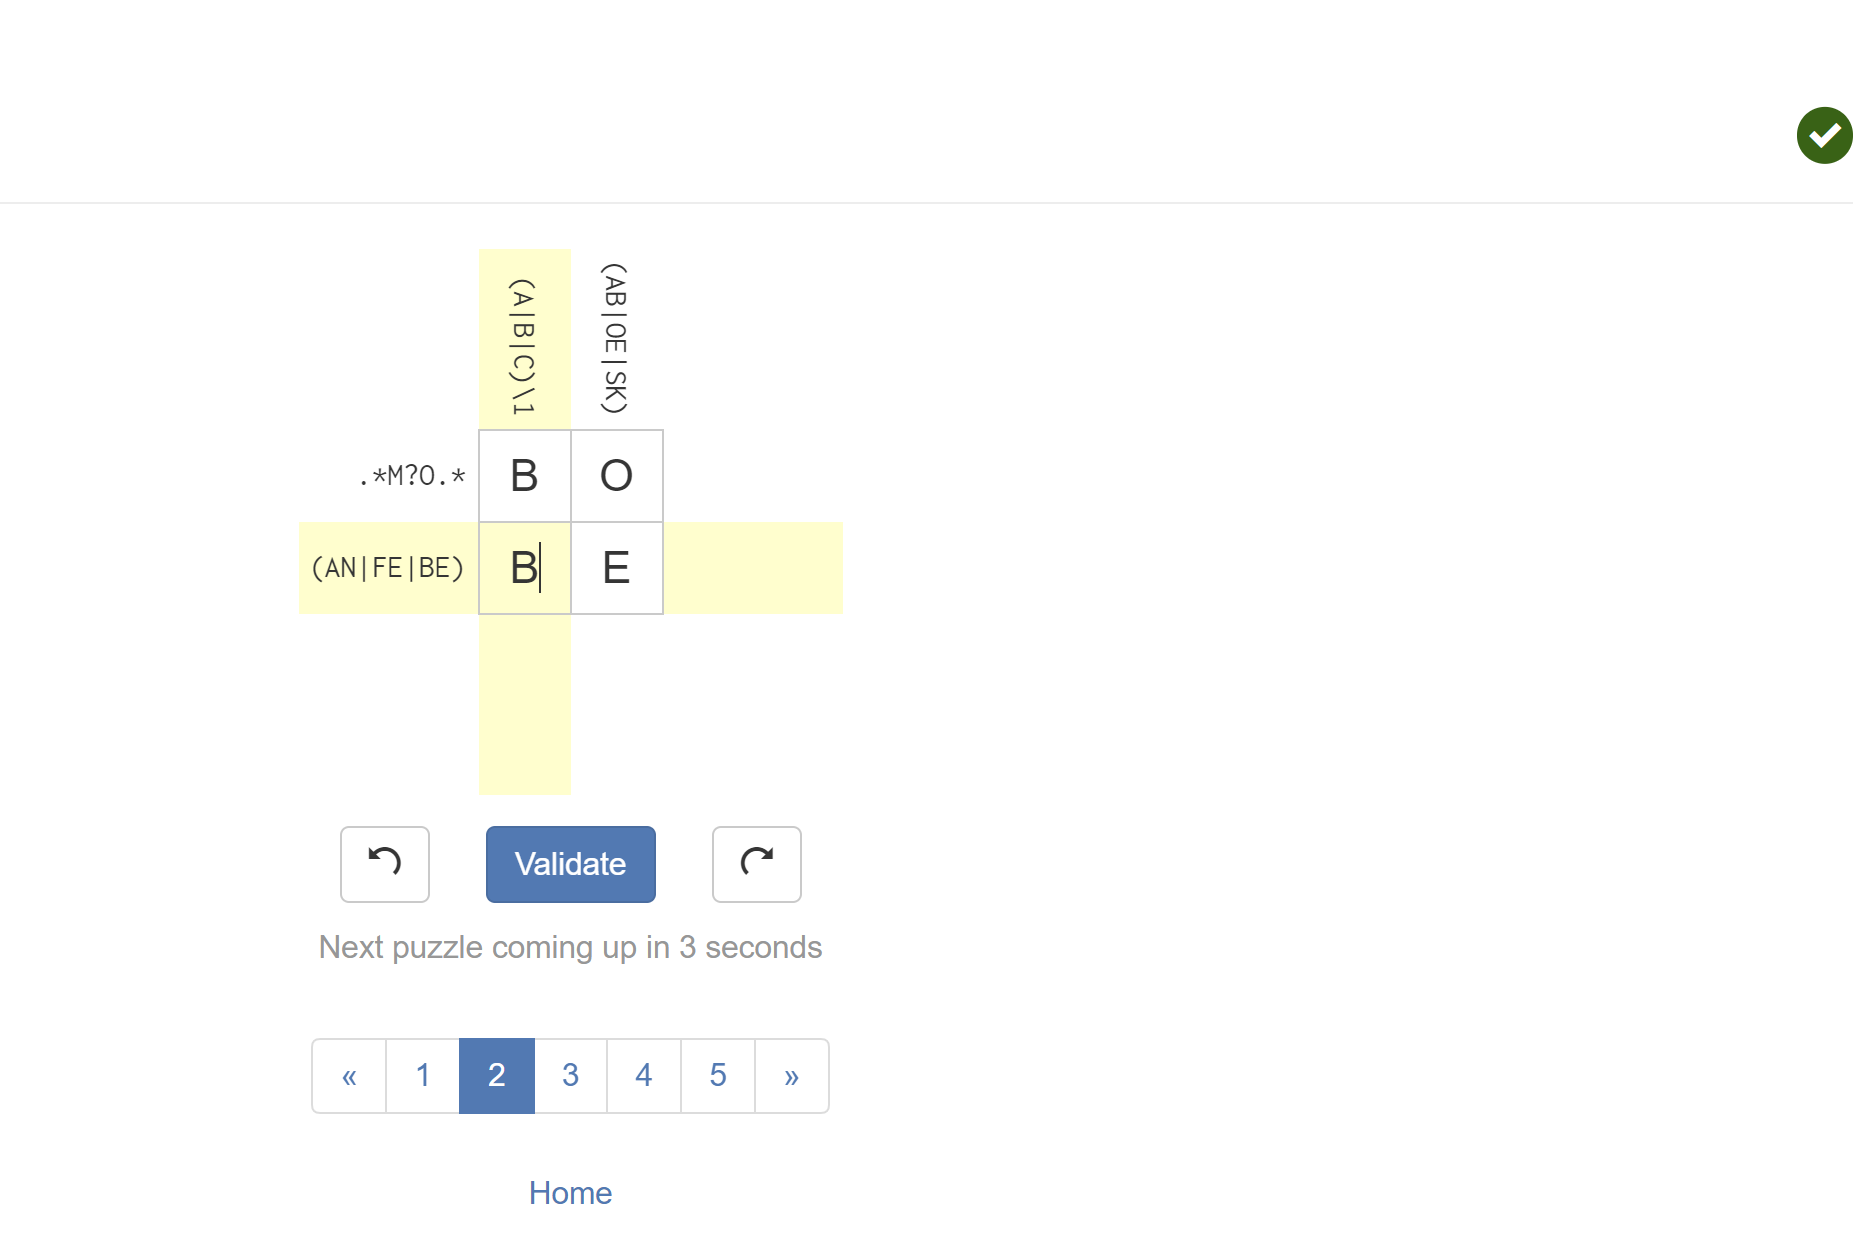 (A|B|C)\1
(AB|OE|SK)
.*M?O.* B O
(AN|FE|BE) B E
Validate
Next puzzle coming up in 3 seconds
« 1 2 3 4 5 »
Home